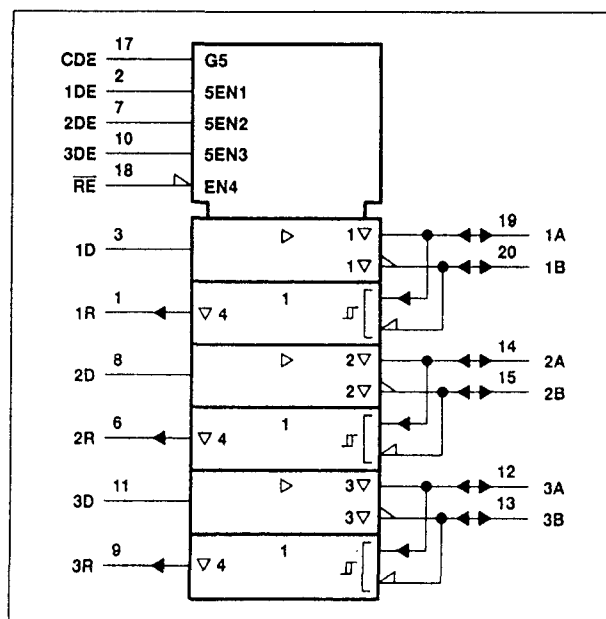 CDE 17 G5
1DE 2 5EN1
2DE 7 5EN2
3DE 10 5EN3
RE 18 EN4
1D 3 1 19 1A
1 20 1B
1R 1 4 1
2D 8 2 14 2A
2 15 2B
2R 6 4 1
3D 11 3 12 3A
3 13 3B
3R 9 4 1